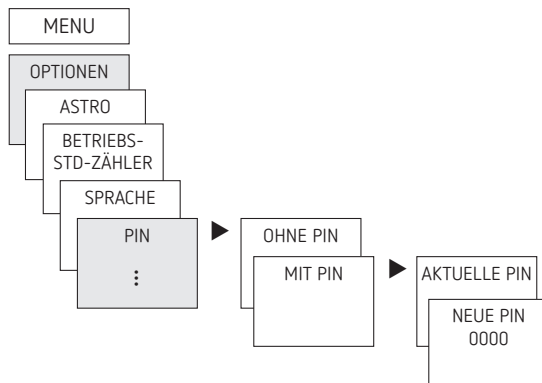 MENU
OPTIONEN
ASTRO
BETRIEBS-
STD-ZÄHLER
SPRACHE
PIN
OHNE PIN
MIT PIN
AKTUELLE PIN
NEUE PIN
0000